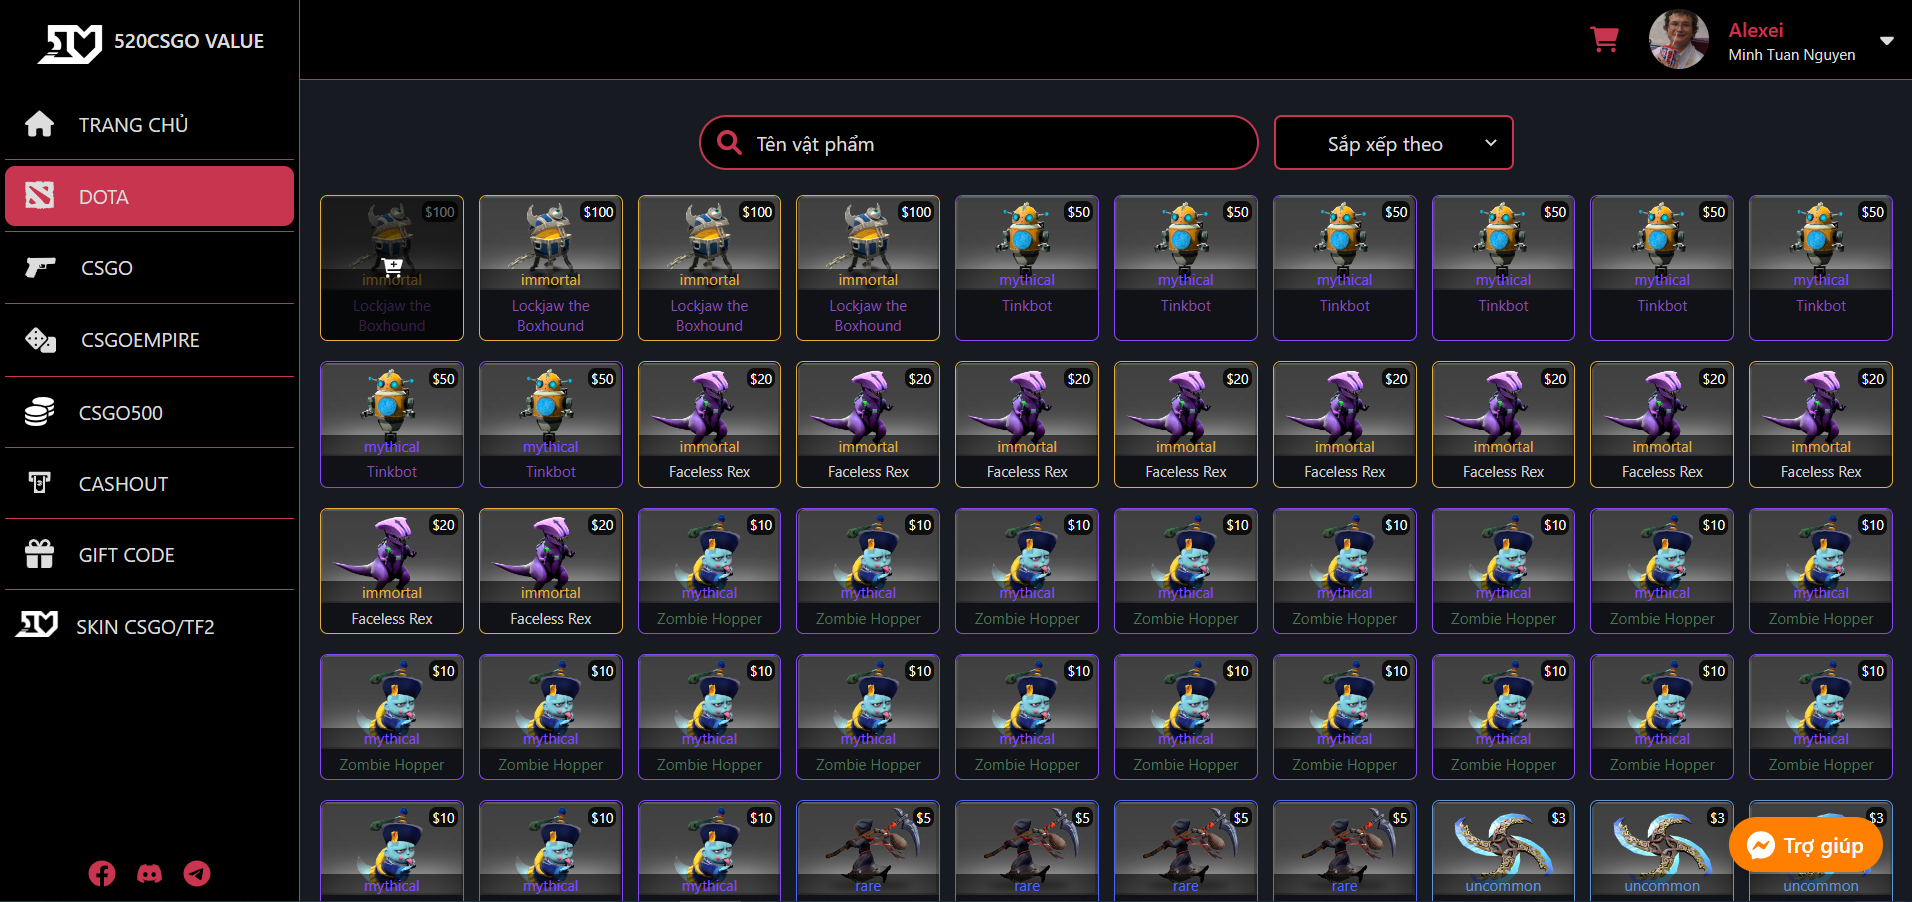 520CSGO VALUE
Alexei
Minh Tuan Nguyen
TRANG CHỦ
DOTA
CSGO
CSGOEMPIRE
CSGO500
CASHOUT
GIFT CODE
SKIN CSGO/TF2
Tên vật phẩm
Sắp xếp theo
$100 $100 $100 $100 $50 $50 $50 $50 $50 $50
immortal immortal immortal immortal mythical mythical mythical mythical mythical mythical
Lockjaw the Lockjaw the Lockjaw the Lockjaw the Tinkbot Tinkbot Tinkbot Tinkbot Tinkbot Tinkbot
Boxhound Boxhound Boxhound Boxhound
$50 $50 $20 $20 $20 $20 $20 $20 $20 $20
mythical mythical immortal immortal immortal immortal immortal immortal immortal immortal
Tinkbot Tinkbot Faceless Rex Faceless Rex Faceless Rex Faceless Rex Faceless Rex Faceless Rex Faceless Rex Faceless Rex
$20 $20 $10 $10 $10 $10 $10 $10 $10 $10
immortal immortal mythical mythical mythical mythical mythical mythical mythical mythical
Faceless Rex Faceless Rex Zombie Hopper Zombie Hopper Zombie Hopper Zombie Hopper Zombie Hopper Zombie Hopper Zombie Hopper Zombie Hopper
$10 $10 $10 $10 $10 $10 $10 $10 $10 $10
mythical mythical mythical mythical mythical mythical mythical mythical mythical mythical
Zombie Hopper Zombie Hopper Zombie Hopper Zombie Hopper Zombie Hopper Zombie Hopper Zombie Hopper Zombie Hopper Zombie Hopper Zombie Hopper
$10 $10 $10 $5 $5 $5 $5 $3 $3 $3
mythical mythical mythical rare rare rare rare uncommon uncommon uncommon
Trợ giúp